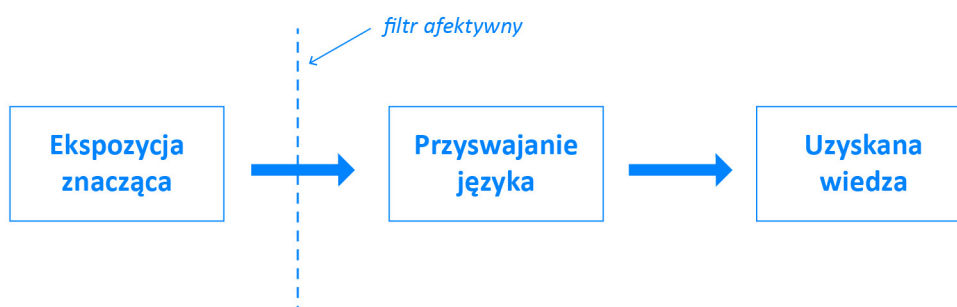 filtr afektywny
Ekspozycja
znacząca
Przyswajanie
języka
Uzyskana
wiedza